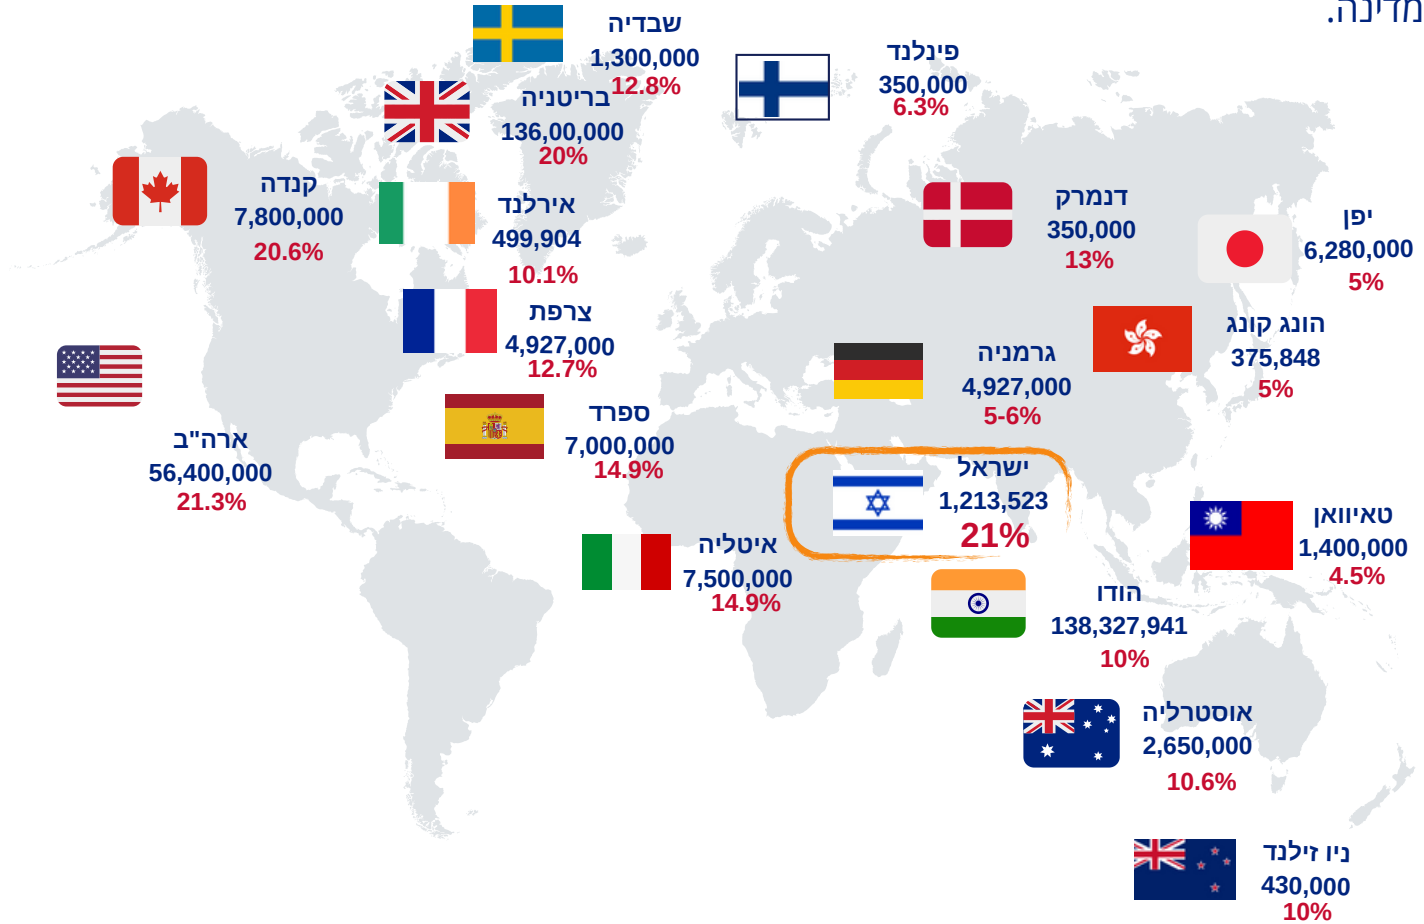 מדינה.
שבדיה
1,300,000
12.8%
פינלנד
350,000
6.3%
בריטניה
136,00,000
20%
קנדה
7,800,000
20.6%
אירלנד
499,904
10.1%
דנמרק
350,000
13%
יפן
6,280,000
5%
צרפת
4,927,000
12.7%
הונג קונג
375,848
5%
גרמניה
4,927,000
5-6%
ארה"ב
56,400,000
21.3%
ספרד
7,000,000
14.9%
ישראל
1,213,523
21%
טאיוואן
1,400,000
4.5%
איטליה
7,500,000
14.9%
הודו
138,327,941
10%
אוסטרליה
2,650,000
10.6%
ניו זילנד
430,000
10%